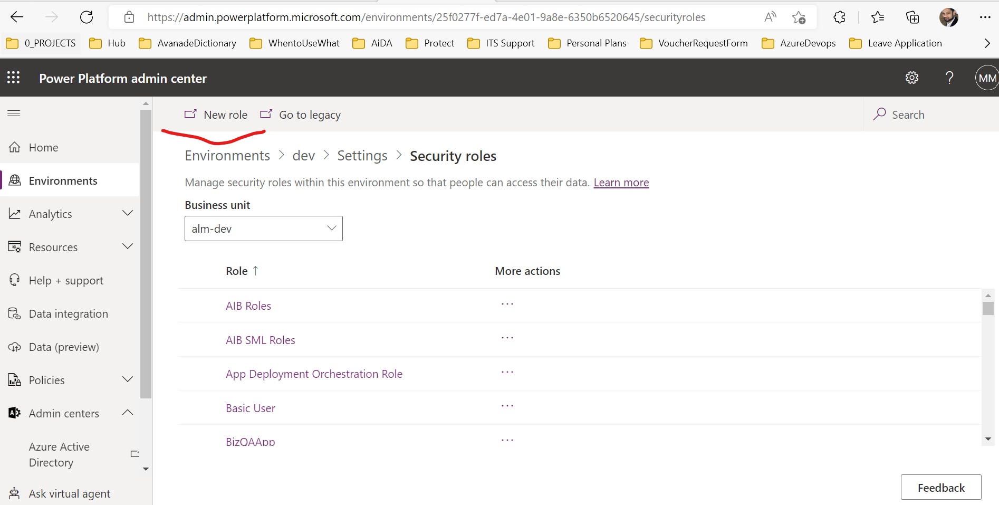 https://admin.powerplatform.microsoft.com/environments/25f0277f-ed7a-4e01-9a8e-6350b6520645/securityroles
0_PROJECTS Hub AvanadeDictionary WhentoUseWhat AiDA Protect ITS Support Personal Plans VoucherRequestForm AzureDevops Leave Application
Power Platform admin center ? MM
New role Go to legacy Search
Home
Environments
Analytics
Resources
Help + support
Data integration
Data (preview)
Policies
Admin centers
Azure Active
Directory
Ask virtual agent
Environments > dev > Settings > Security roles
Manage security roles within this environment so that people can access their data. Learn more
Business unit
alm-dev
Role ↑ More actions
AIB Roles ...
AIB SML Roles ...
App Deployment Orchestration Role ...
Basic User ...
BizQAApp ...
Feedback